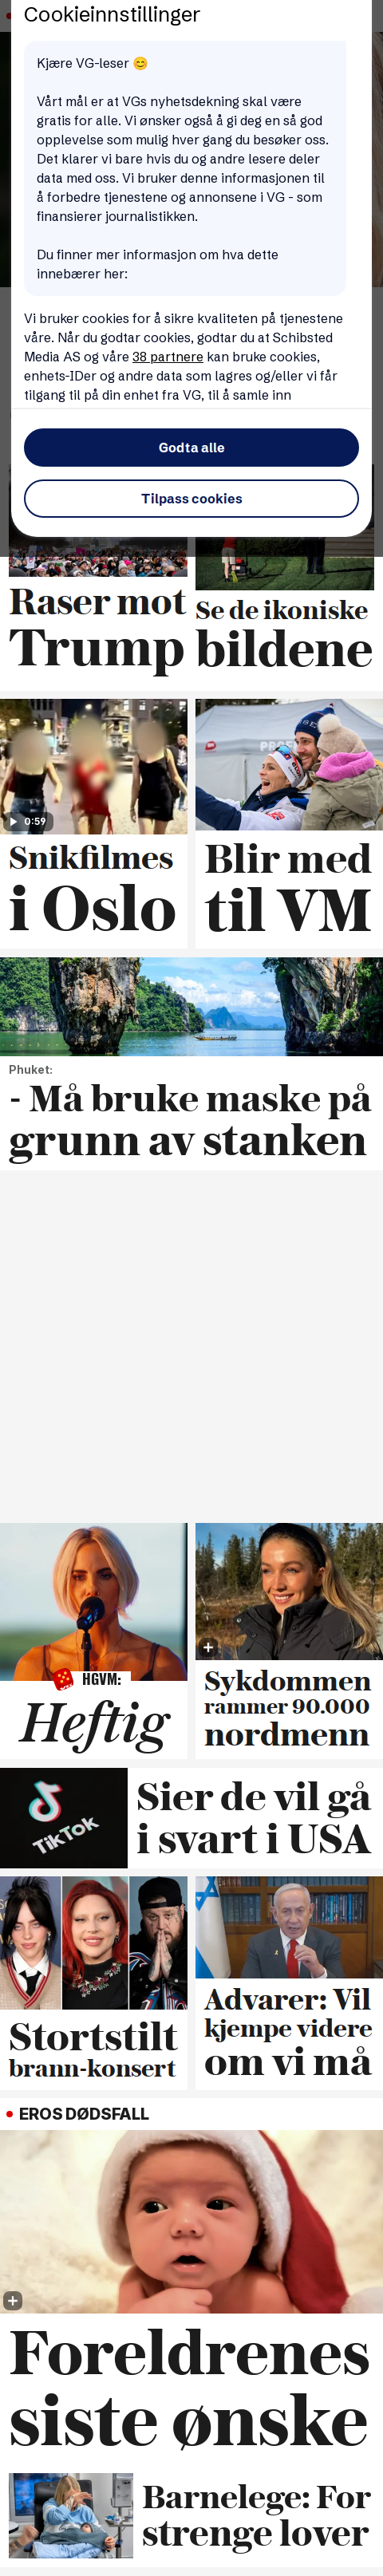 Cookieinnstillinger
Kjære VG-leser 😊
Vårt mål er at VGs nyhetsdekning skal være
gratis for alle. Vi ønsker også å gi deg en så god
opplevelse som mulig hver gang du besøker oss.
Det klarer vi bare hvis du og andre lesere deler
data med oss. Vi bruker denne informasjonen til
å forbedre tjenestene og annonsene i VG - som
finansierer journalistikken.
Du finner mer informasjon om hva dette
innebærer her:
Vi bruker cookies for å sikre kvaliteten på tjenestene
våre. Når du godtar cookies, godtar du at Schibsted
Media AS og våre 38 partnere kan bruke cookies,
enhets-IDer og andre data som lagres og/eller vi får
tilgang til på din enhet fra VG, til å samle inn
Godta alle
Tilpass cookies
Raser mot
Trump
Se de ikoniske
bildene
0:59
Snikfilmes
i Oslo
Blir med
til VM
Phuket:
- Må bruke maske på
grunn av stanken
HGVM:
Heftig
Sykdommen
rammer 90.000
nordmenn
TikTok
Sier de vil gå
i svart i USA
Stortstilt
brann-konsert
Advarer: Vil
kjempe videre
om vi må
EROS DØDSFALL
Foreldrenes
siste ønske
Barnelege: For
strenge lover